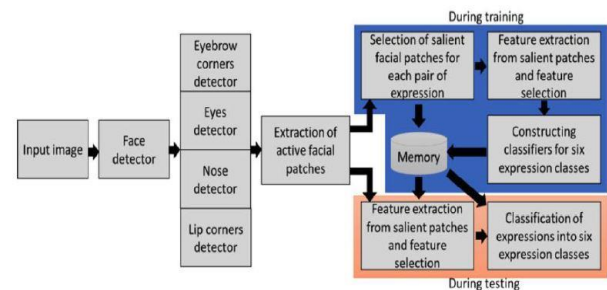 During training
Eyebrow
corners
detector
Eyes
detector
Nose
detector
Lip corners
detector
Input image
Face
detector
Extraction of
active facial
patches
Selection of salient
facial patches for
each pair of
expression
Feature extraction
from salient patches
and feature
selection
Memory
Constructing
classifiers for six
expression classes
Feature extraction
from salient patches
and feature
selection
Classification of
expressions into six
expression classes
During testing